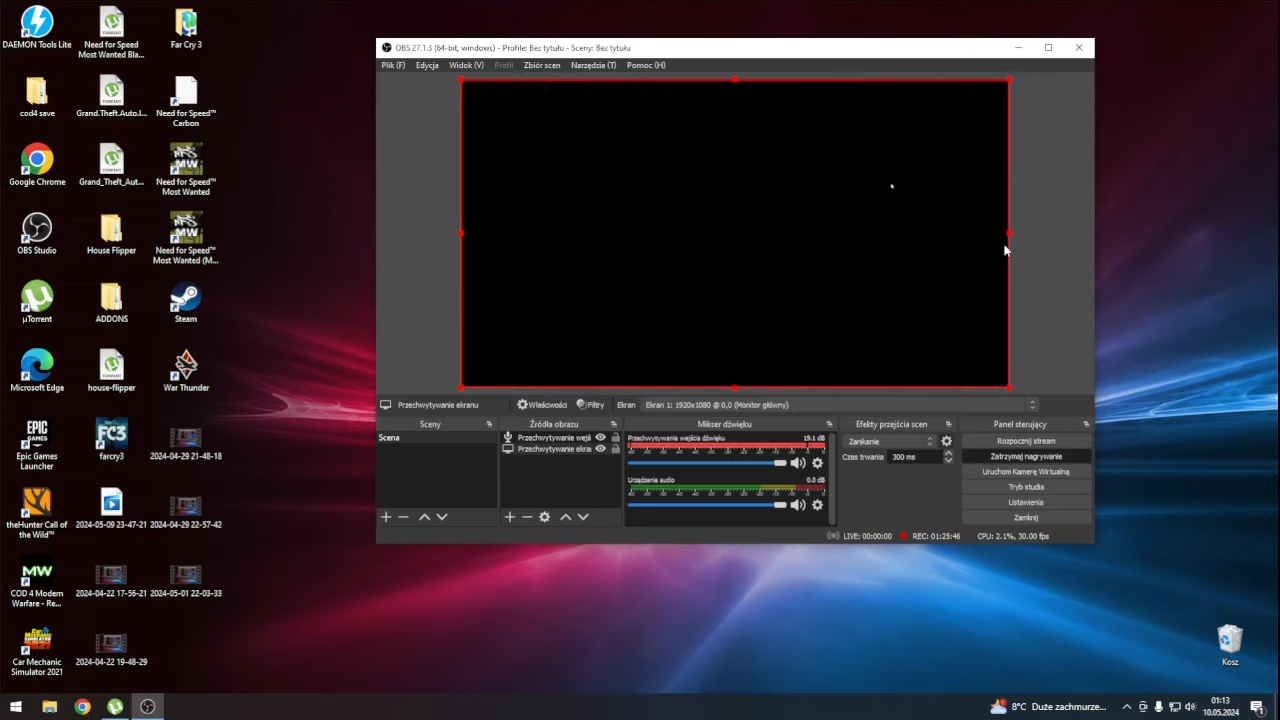 DAEMON Tools Lite
Need for Speed
Most Wanted Bla...
Far Cry 3
cod4 save
Grand.Theft.Auto.I...
Need for Speed™
Carbon
Google Chrome
Grand_Theft_Aut...
Need for Speed™
Most Wanted
OBS Studio
House Flipper
Need for Speed™
Most Wanted (M...
µTorrent
ADDONS
Steam
Microsoft Edge
house-flipper
War Thunder
Epic Games
Launcher
farcry3
2024-04-29 21-48-18
theHunter Call of
the Wild™
2024-05-09 23-47-21
2024-04-29 22-57-42
COD 4 Modern
Warfare - Re...
2024-04-22 17-56-21
2024-05-01 22-03-33
Car Mechanic
Simulator 2021
2024-04-22 19-48-29
OBS 27.1.3 (64-bit, windows) - Profile: Bez tytułu - Sceny: Bez tytułu
Plik (F) Edycja Widok (V) Profil Zbiór scen Narzędzia (T) Pomoc (H)
Przechwytywanie ekranu Właściwości Filtry Ekran Ekran 1: 1920x1080 @ 0,0 (Monitor główny)
Sceny
Scena
Źródła obrazu
Przechwytywanie wejś
Przechwytywanie ekra
Mikser dźwięku
Przechwytywanie wejścia dźwięku 19.1 dB
Urządzenie audio 0.0 dB
Efekty przejścia scen
Zanikanie
Czas trwania 300 ms
Panel sterujący
Rozpocznij stream
Zatrzymaj nagrywanie
Uruchom Kamerę Wirtualną
Tryb studia
Ustawienia
Zamknij
LIVE: 00:00:00 REC: 01:25:46 CPU: 2.1%, 30.00 fps
Kosz
8°C Duże zachmurze...
01:13
10.05.2024